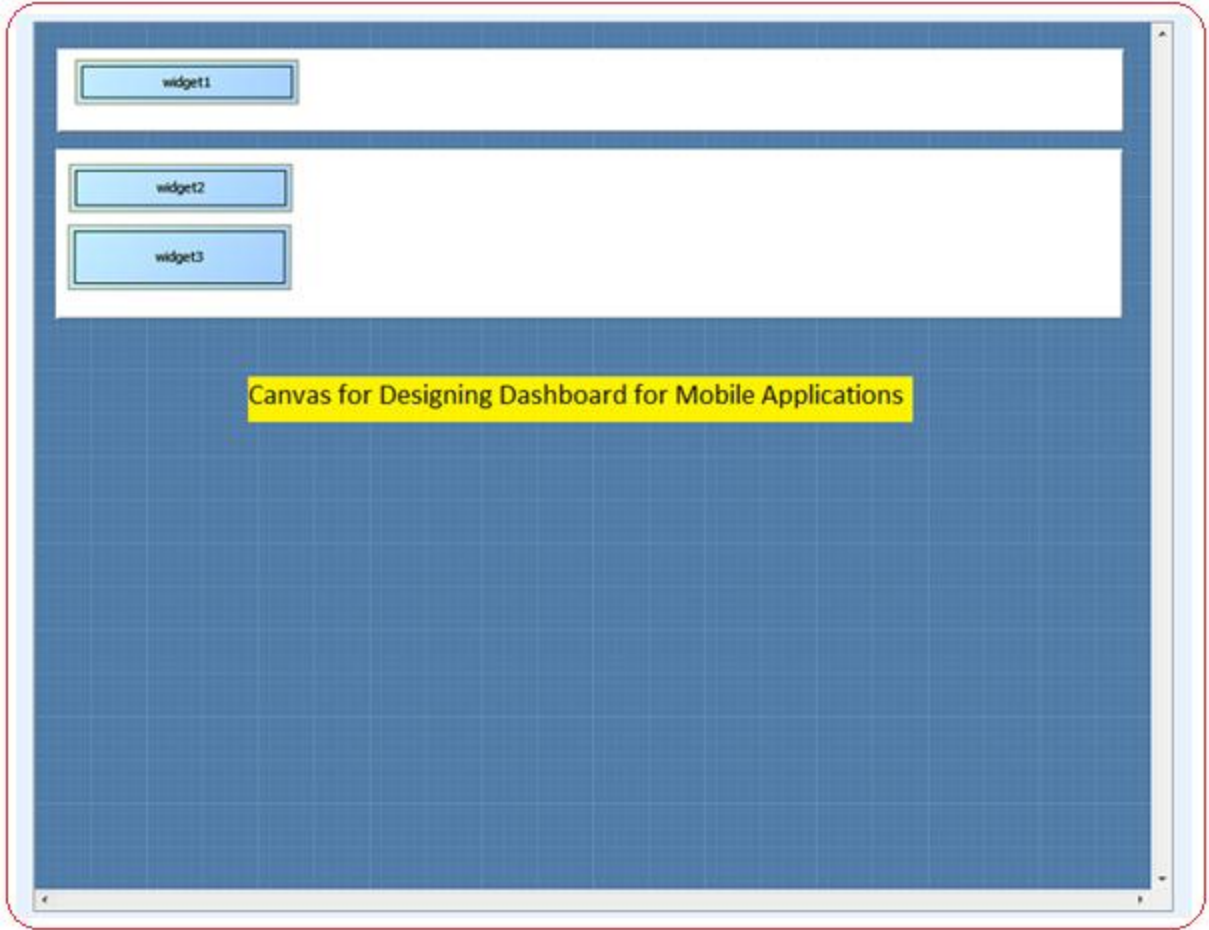 widget1
widget2
widget3
Canvas for Designing Dashboard for Mobile Applications